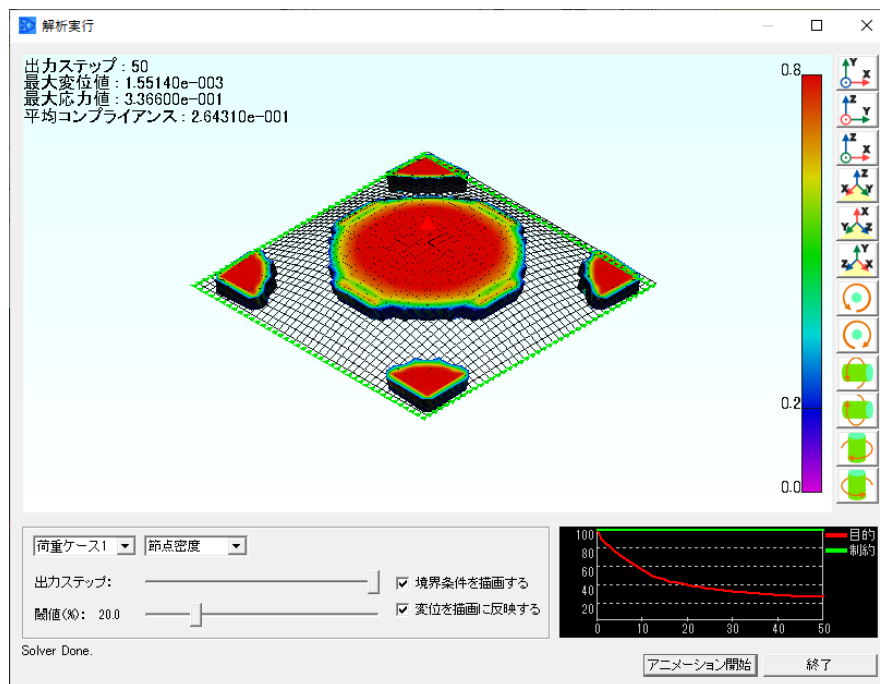 解析実行
出力ステップ : 50
最大変位値 : 1.55140e-003
最大応力値 : 3.36600e-001
平均コンプライアンス : 2.64310e-001
0.8
0.2
0.0
Y X
Z Y
Z X
Z X Y
X Y Z
Y Z X
荷重ケース1 節点密度
出力ステップ:
閾値(%): 20.0
境界条件を描画する
変位を描画に反映する
100
80
60
40
20
0 10 20 30 40 50
目的
制約
Solver Done.
アニメーション開始 終了